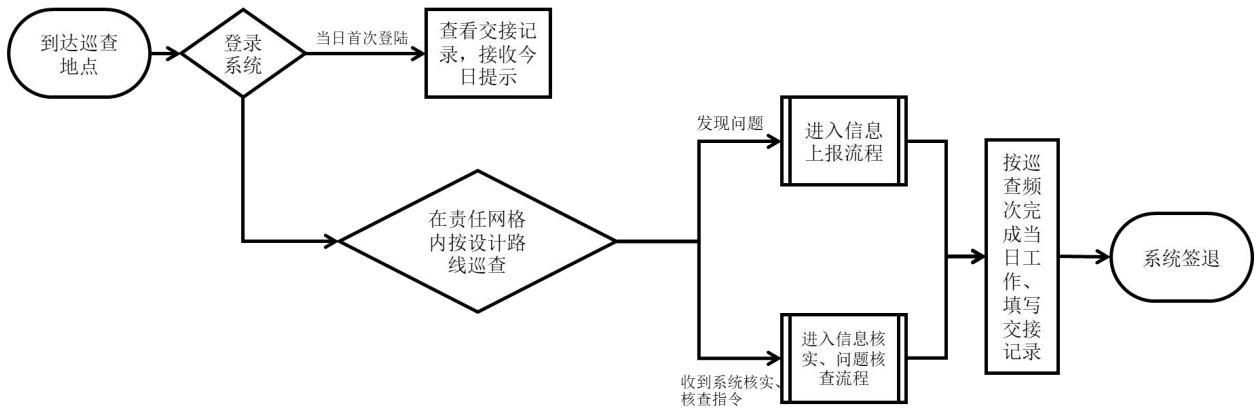 到达巡查
地点
登录
系统
当日首次登陆
查看交接记
录，接收今
日提示
在责任网格
内按设计路
线巡查
发现问题
进入信息
上报流程
收到系统核实、
核查指令
进入信息核
实、问题核
查流程
按巡
查频
次完
成当
日工
作、
填写
交接
记录
系统签退